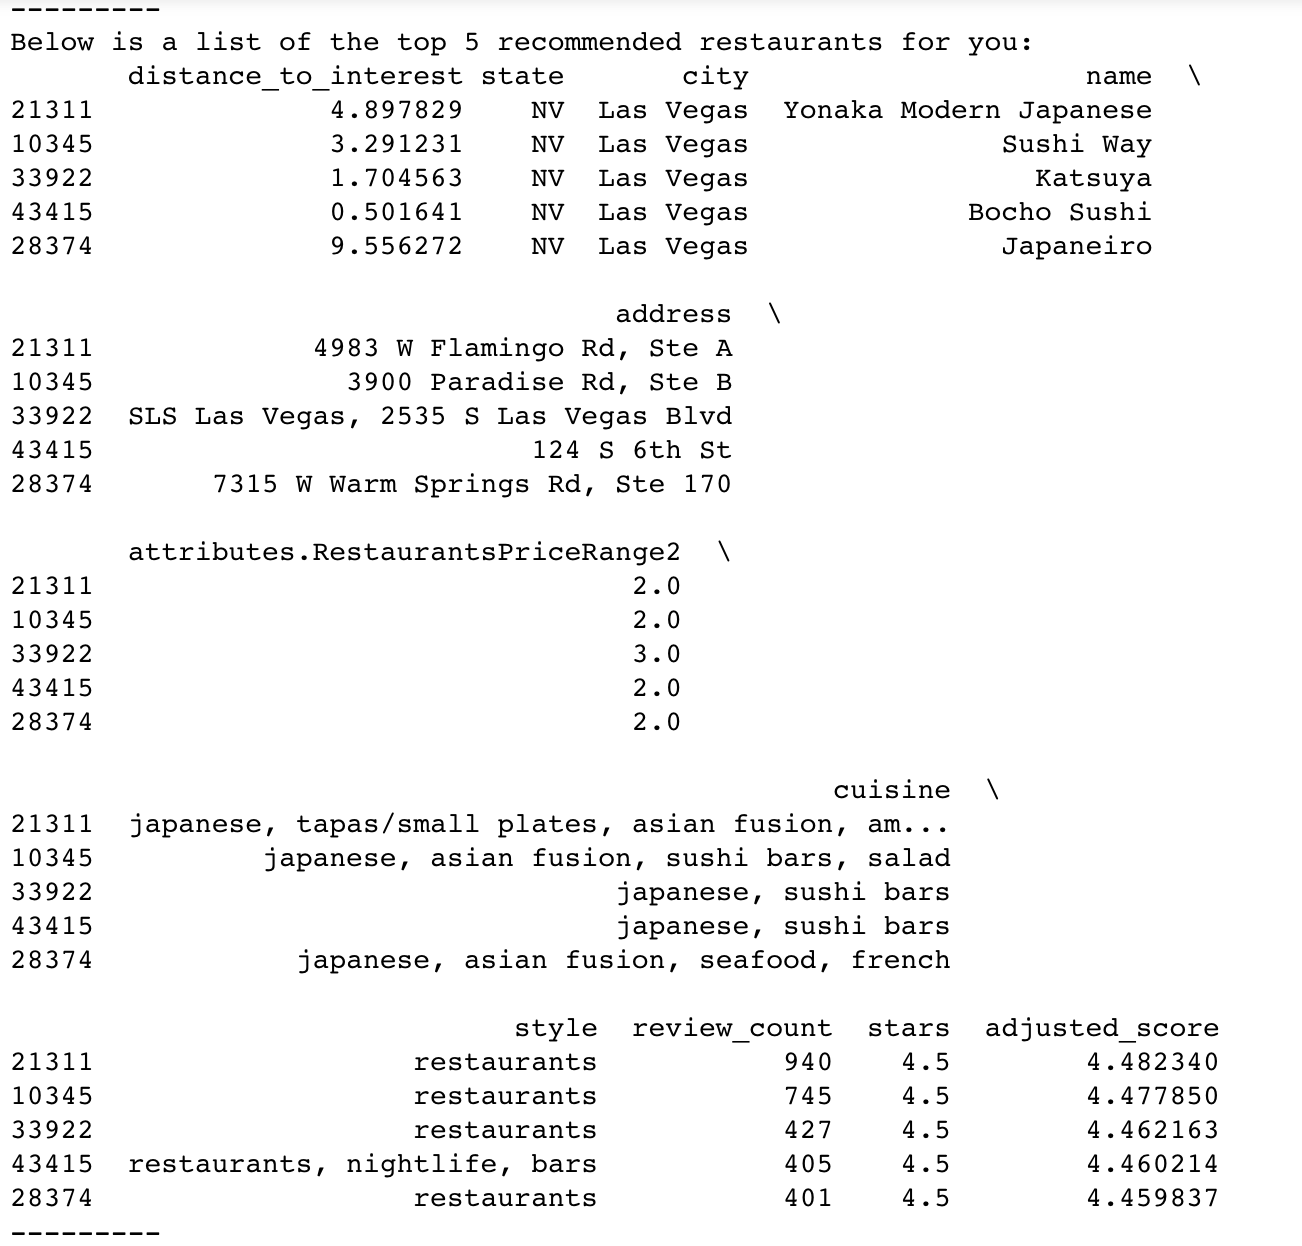 ---------
Below is a list of the top 5 recommended restaurants for you:
       distance_to_interest state       city                    name  \
21311              4.897829    NV  Las Vegas  Yonaka Modern Japanese
10345              3.291231    NV  Las Vegas               Sushi Way
33922              1.704563    NV  Las Vegas                 Katsuya
43415              0.501641    NV  Las Vegas             Bocho Sushi
28374              9.556272    NV  Las Vegas               Japaneiro

                                    address  \
21311             4983 W Flamingo Rd, Ste A
10345               3900 Paradise Rd, Ste B
33922  SLS Las Vegas, 2535 S Las Vegas Blvd
43415                          124 S 6th St
28374       7315 W Warm Springs Rd, Ste 170

       attributes.RestaurantsPriceRange2  \
21311                                2.0
10345                                2.0
33922                                3.0
43415                                2.0
28374                                2.0

                                                 cuisine  \
21311  japanese, tapas/small plates, asian fusion, am...
10345          japanese, asian fusion, sushi bars, salad
33922                               japanese, sushi bars
43415                               japanese, sushi bars
28374            japanese, asian fusion, seafood, french

                              style  review_count  stars  adjusted_score
21311                   restaurants           940    4.5        4.482340
10345                   restaurants           745    4.5        4.477850
33922                   restaurants           427    4.5        4.462163
43415  restaurants, nightlife, bars           405    4.5        4.460214
28374                   restaurants           401    4.5        4.459837
---------